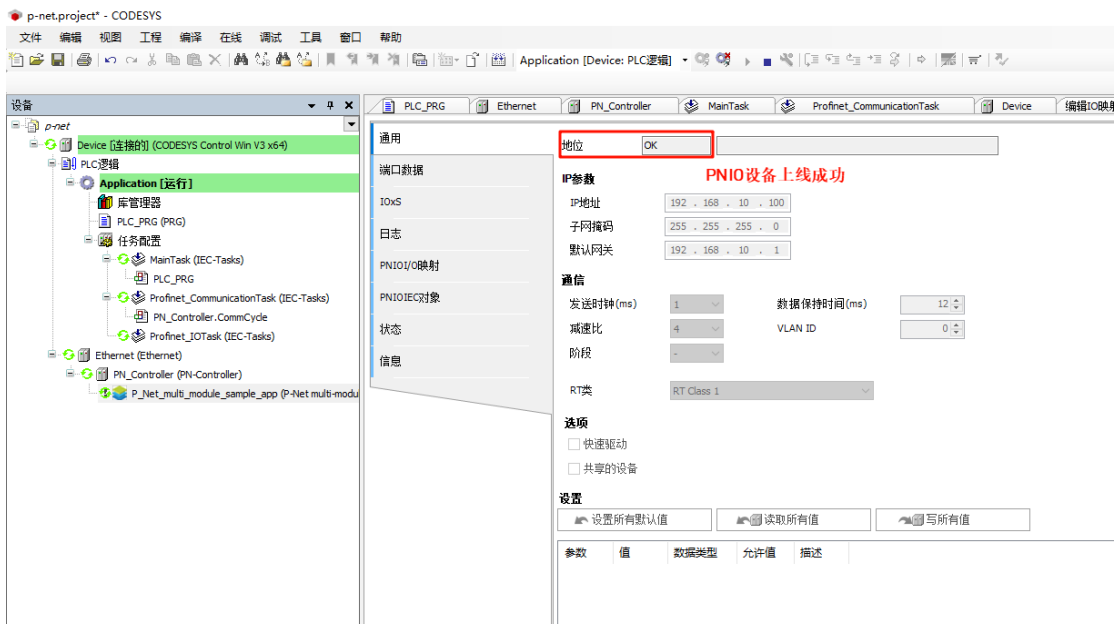 p-net.project* - CODESYS
文件 编辑 视图 工程 编译 在线 调试 工具 窗口 帮助
Application [Device: PLC逻辑]
设备
p-net
Device [连接的] (CODESYS Control Win V3 x64)
PLC逻辑
Application [运行]
库管理器
PLC_PRG (PRG)
任务配置
MainTask (IEC-Tasks)
PLC_PRG
Profinet_CommunicationTask (IEC-Tasks)
PN_Controller.CommCycle
Profinet_IOTask (IEC-Tasks)
Ethernet (Ethernet)
PN_Controller (PN-Controller)
P_Net_multi_module_sample_app (P-Net multi-modu
PLC_PRG Ethernet PN_Controller MainTask Profinet_CommunicationTask Device 编辑IO映射
通用
端口数据
IOxS
日志
PNIOI/O映射
PNIOIEC对象
状态
信息
地位 OK
PNIO设备上线成功
IP参数
IP地址 192 . 168 . 10 . 100
子网掩码 255 . 255 . 255 . 0
默认网关 192 . 168 . 10 . 1
通信
发送时钟(ms) 1 数据保持时间(ms) 12
减速比 4 VLAN ID 0
阶段 -
RT类 RT Class 1
选项
快速驱动
共享的设备
设置
设置所有默认值 读取所有值 写所有值
参数 值 数据类型 允许值 描述